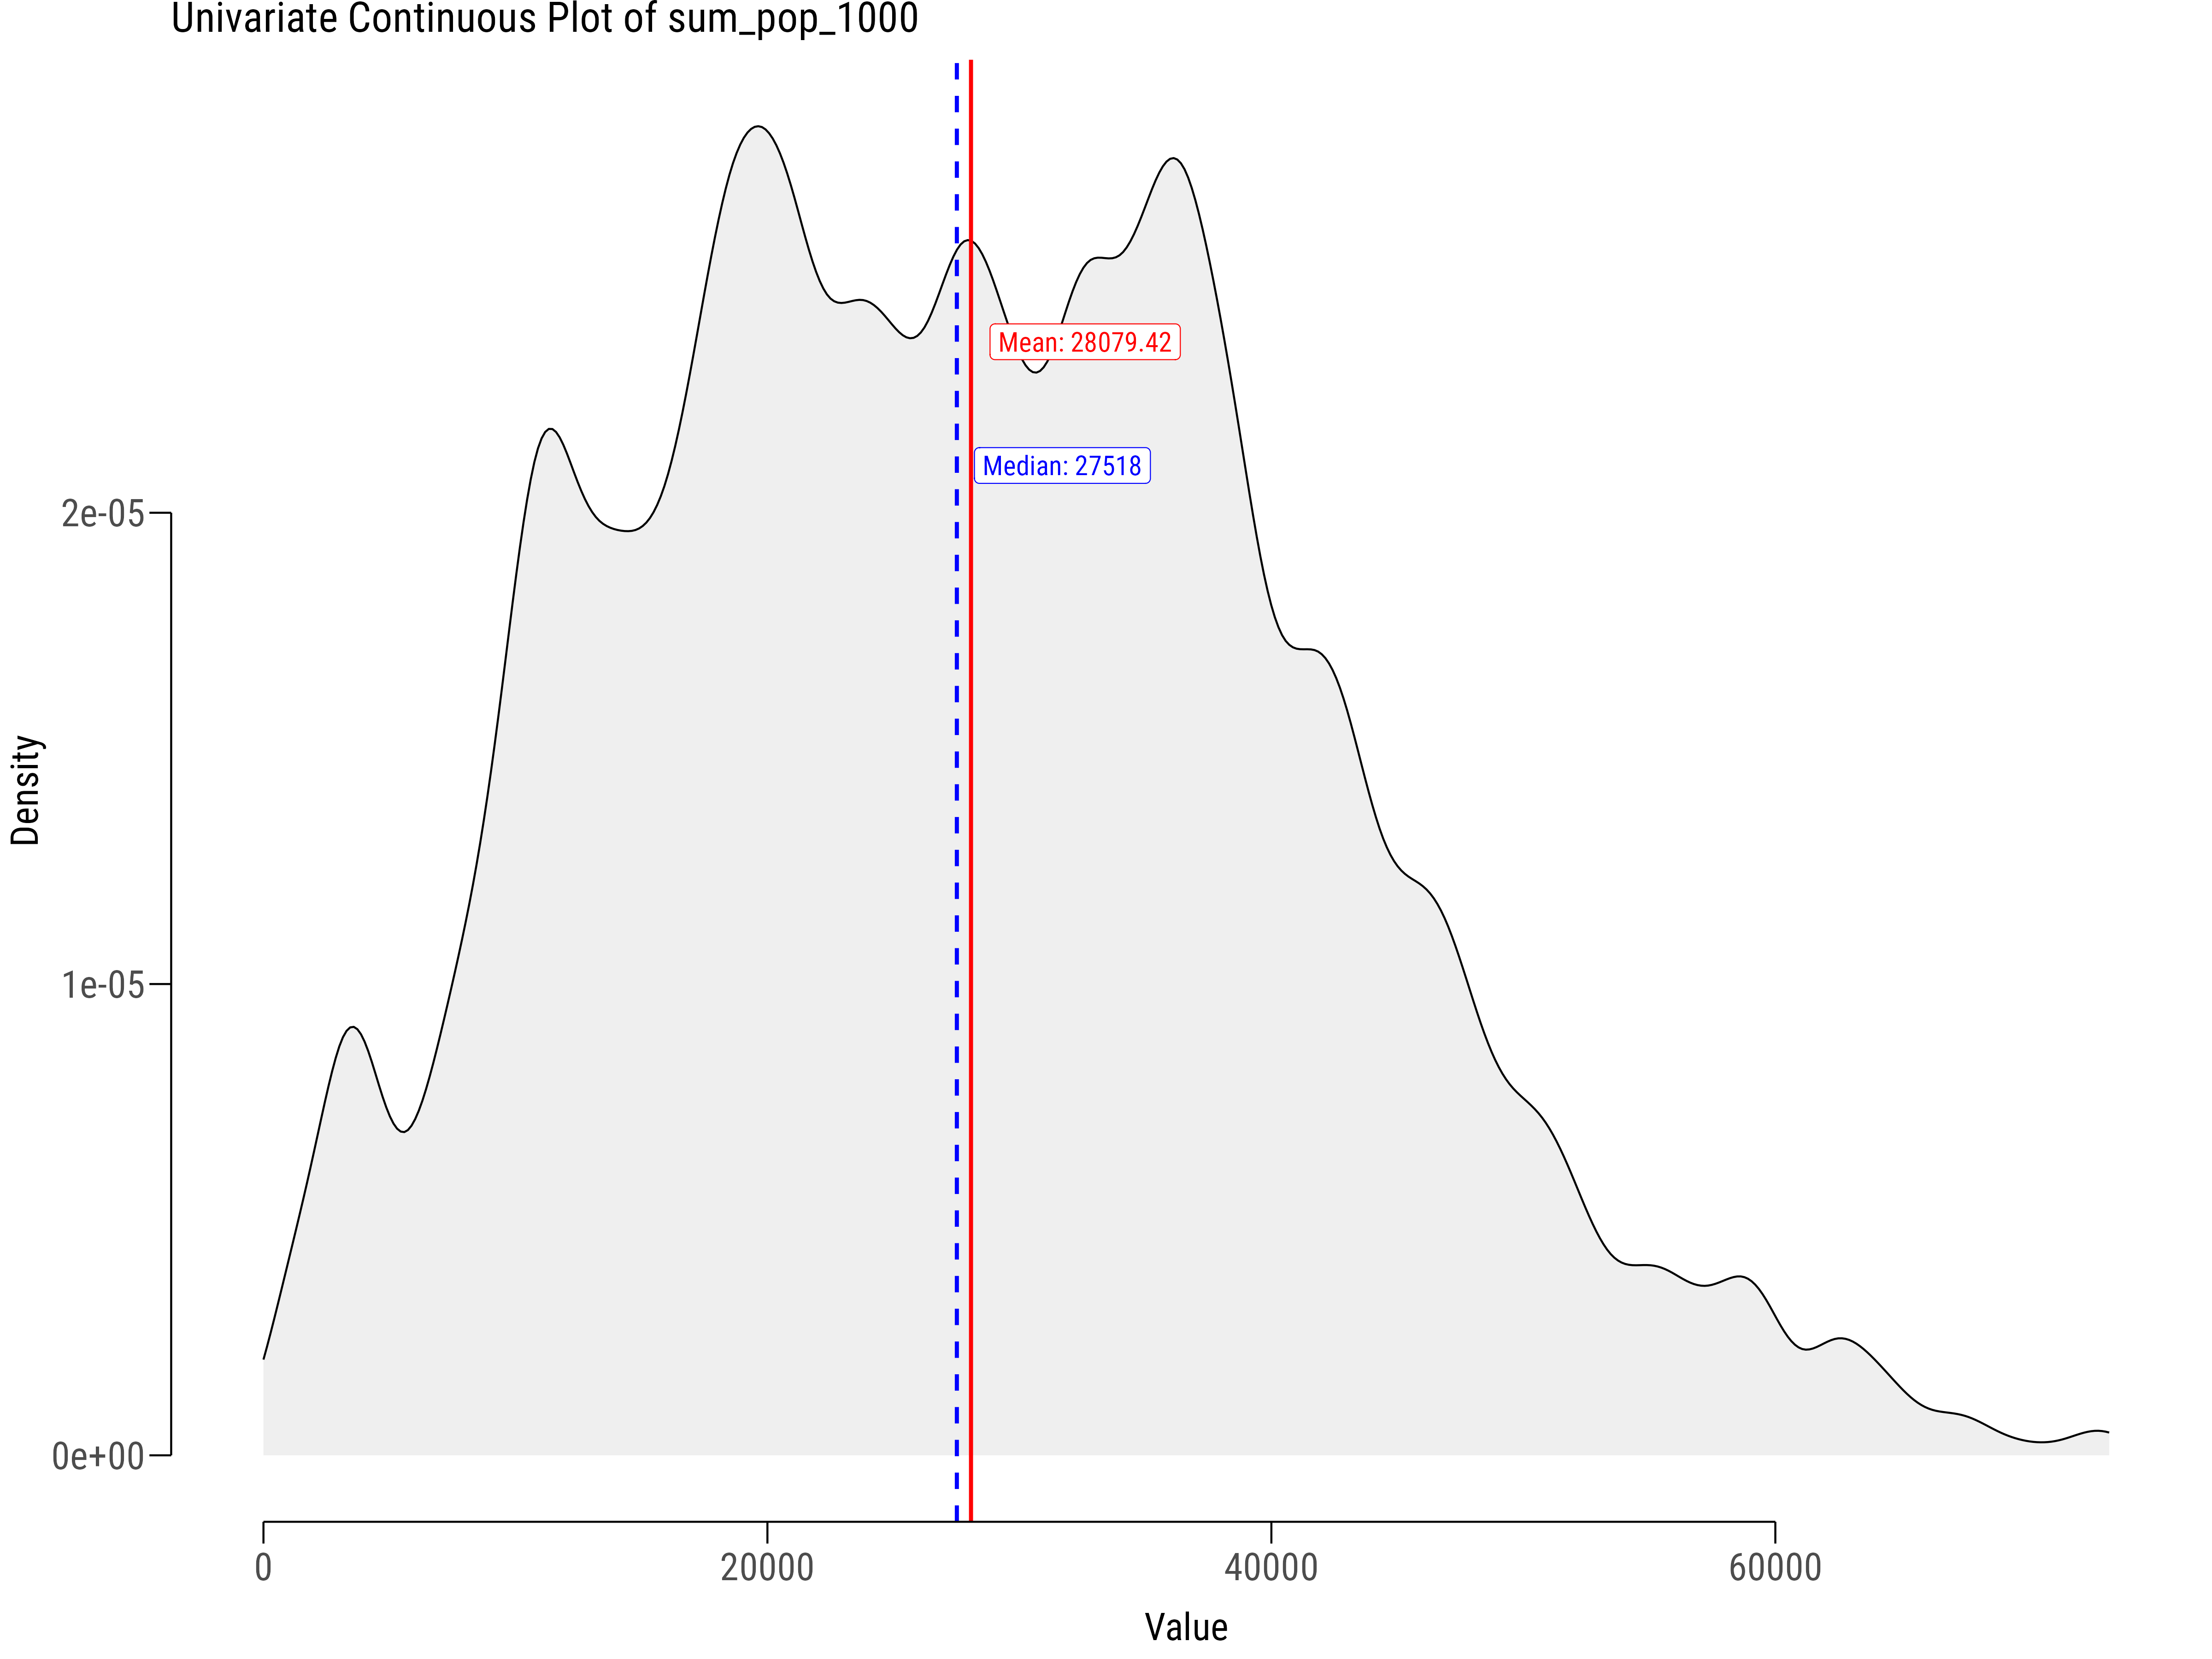 Univariate Continuous Plot of sum_pop_1000
Mean: 28079.42
Median: 27518
2e-05
1e-05
0e+00
Density
0
20000
40000
60000
Value